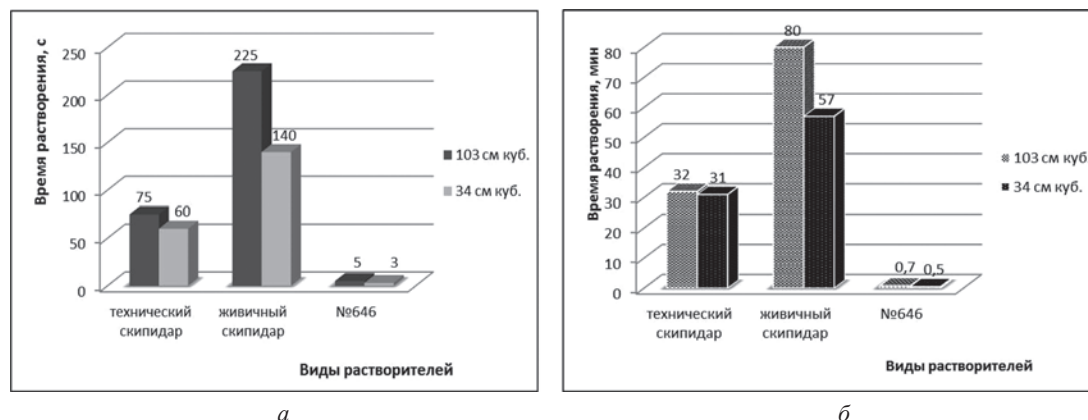 Время растворения, с
250
200
150
100
50
0
75
60
225
140
5
3
технический
скипидар
живичный
скипидар
№646
Виды растворителей
103 см куб.
34 см куб.
а
Время растворения, мин
80
70
60
50
40
30
20
10
0
32
31
80
57
0,7
0,5
технический
скипидар
живичный
скипидар
№646
Виды растворителей
103 см куб.
34 см куб.
б